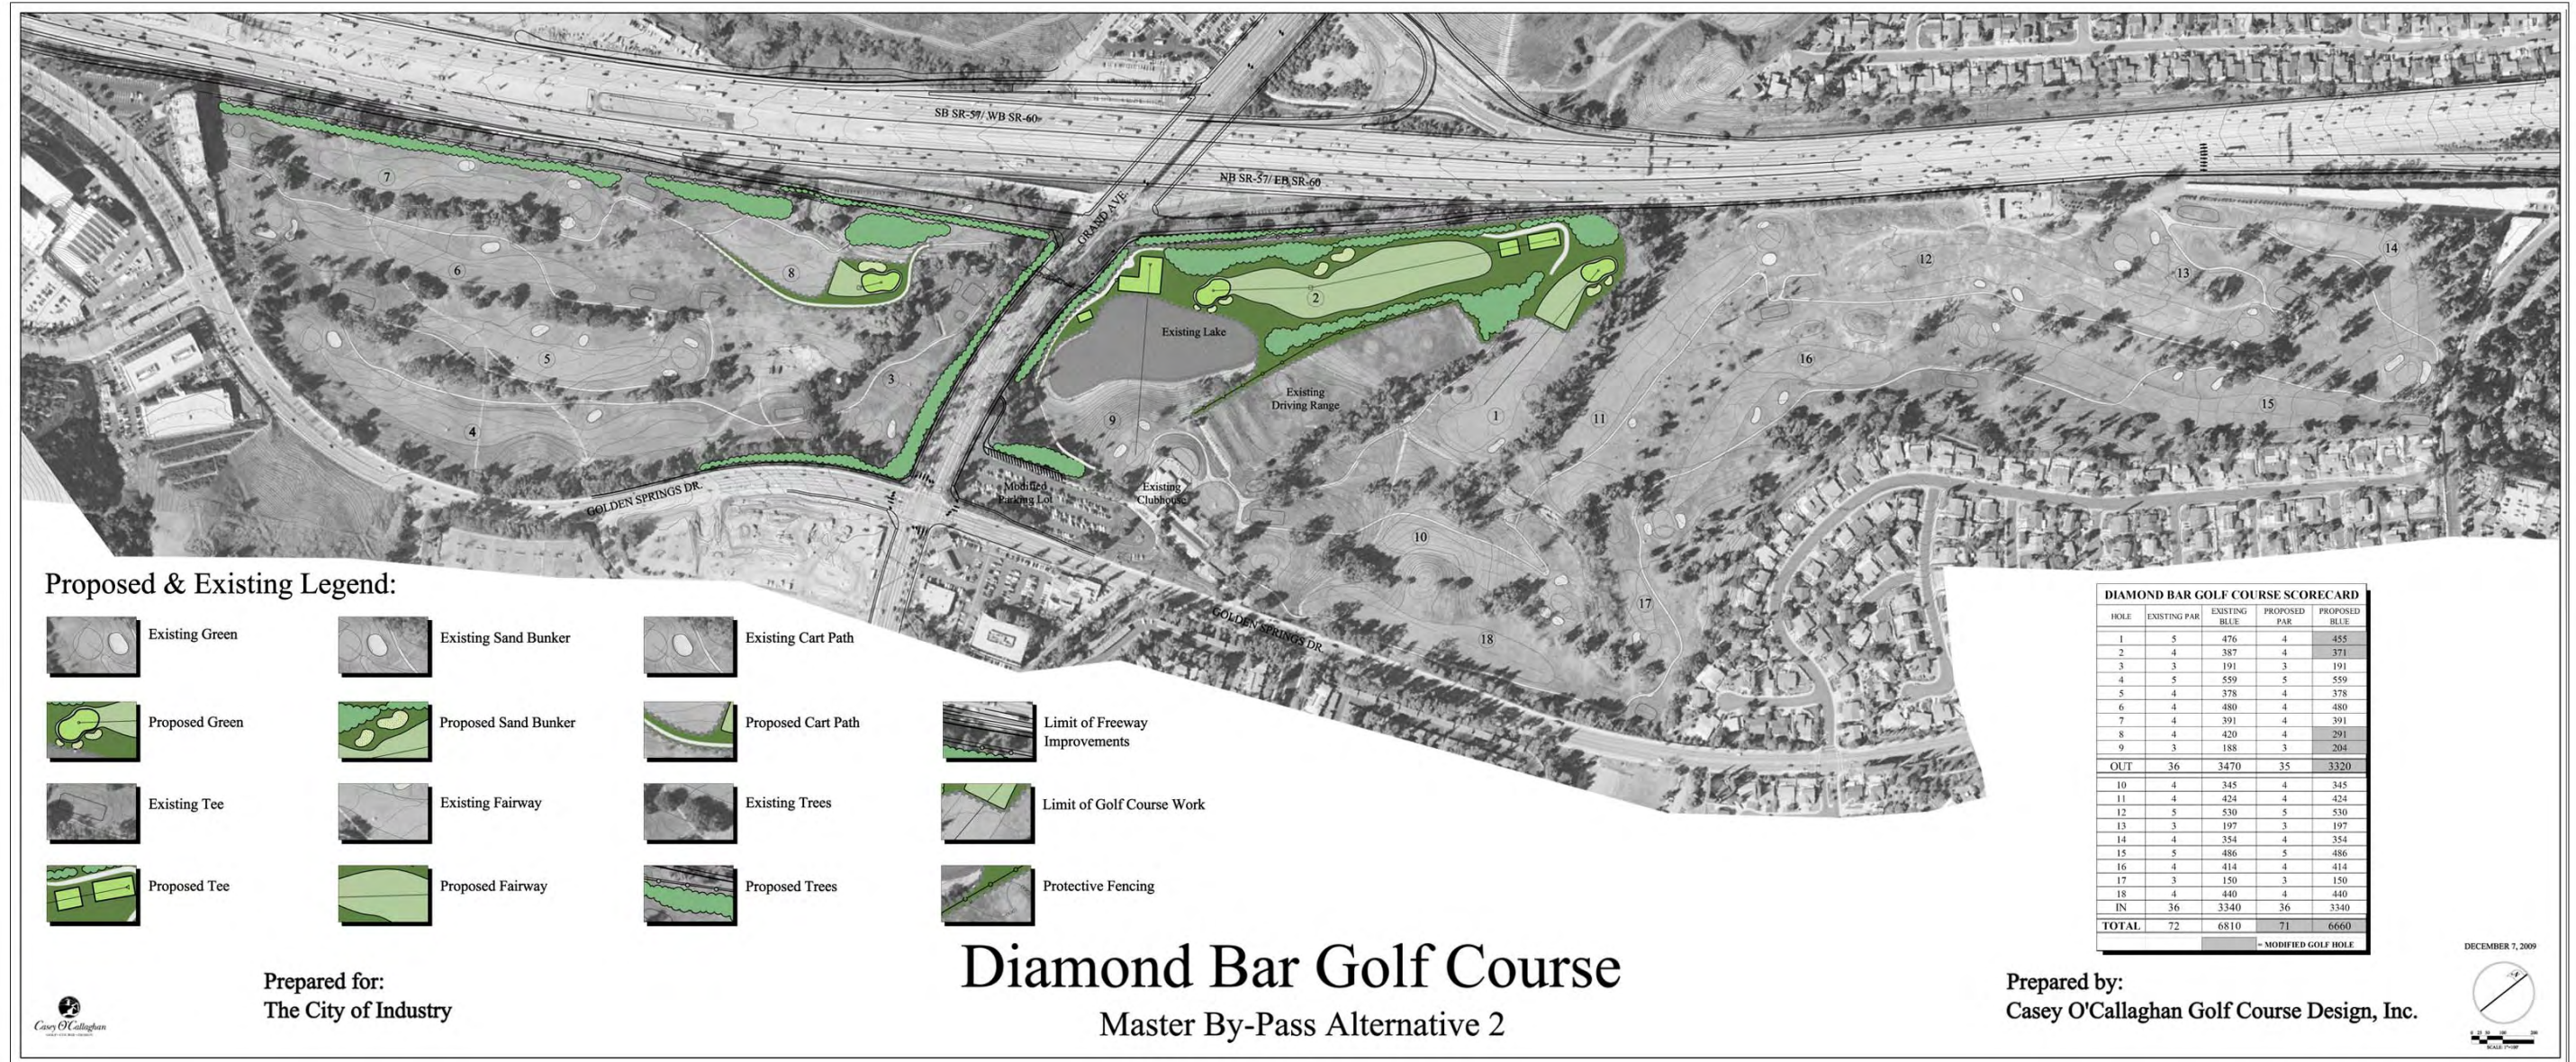 SB SR-57/ WB SR-60
NB SR-57/ EB SR-60
GRAND AVE.
7
8
6
5
3
4
2
Existing Lake
9
Existing
Driving Range
1
11
12
13
14
16
15
10
17
18
GOLDEN SPRINGS DR.
Modified
Parking Lot
Existing
Clubhouse
GOLDEN SPRINGS DR.
Proposed & Existing Legend:
Existing Green
Existing Sand Bunker
Existing Cart Path
Proposed Green
Proposed Sand Bunker
Proposed Cart Path
Limit of Freeway
Improvements
Existing Tee
Existing Fairway
Existing Trees
Limit of Golf Course Work
Proposed Tee
Proposed Fairway
Proposed Trees
Protective Fencing
DIAMOND BAR GOLF COURSE SCORECARD
HOLE EXISTING PAR EXISTING BLUE PROPOSED PAR PROPOSED BLUE
1 5 476 4 455
2 4 387 4 371
3 3 191 3 191
4 5 559 5 559
5 4 378 4 378
6 4 480 4 480
7 4 391 4 391
8 4 420 4 291
9 3 188 3 204
OUT 36 3470 35 3320
10 4 345 4 345
11 4 424 4 424
12 5 530 5 530
13 3 197 3 197
14 4 354 4 354
15 5 486 5 486
16 4 414 4 414
17 3 150 3 150
18 4 440 4 440
IN 36 3340 36 3340
TOTAL 72 6810 71 6660
= MODIFIED GOLF HOLE
DECEMBER 7, 2009
Diamond Bar Golf Course
Master By-Pass Alternative 2
Prepared for:
The City of Industry
Casey O'Callaghan
Prepared by:
Casey O'Callaghan Golf Course Design, Inc.